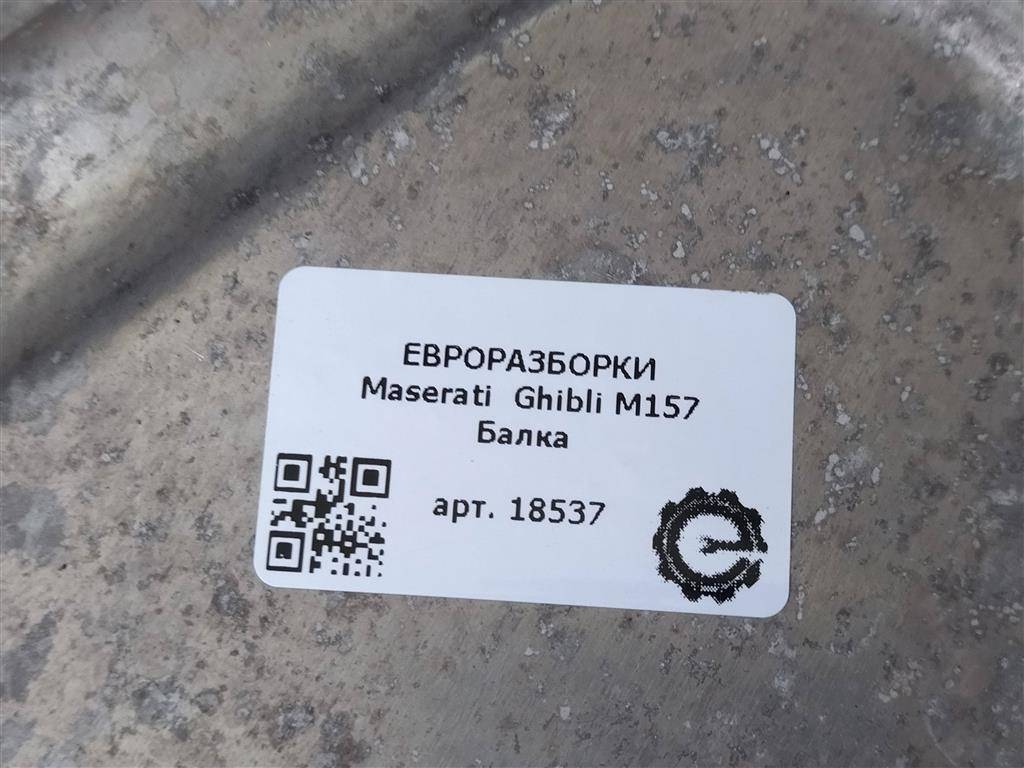 ЕВРОРАЗБОРКИ
Maserati Ghibli M157
Балка
арт. 18537